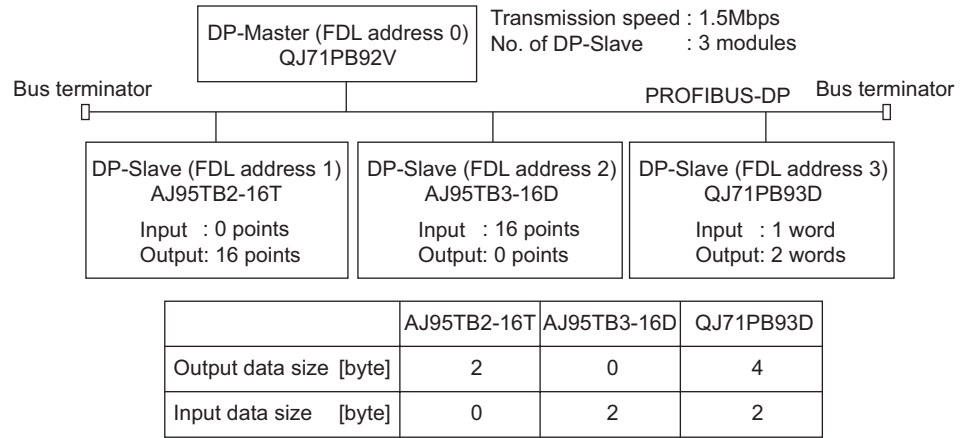 DP-Master (FDL address 0)
QJ71PB92V
Transmission speed : 1.5Mbps
No. of DP-Slave : 3 modules
Bus terminator
PROFIBUS-DP
Bus terminator
DP-Slave (FDL address 1)
AJ95TB2-16T
Input : 0 points
Output: 16 points
DP-Slave (FDL address 2)
AJ95TB3-16D
Input : 16 points
Output: 0 points
DP-Slave (FDL address 3)
QJ71PB93D
Input : 1 word
Output: 2 words
AJ95TB2-16T AJ95TB3-16D QJ71PB93D
Output data size [byte] 2 0 4
Input data size [byte] 0 2 2